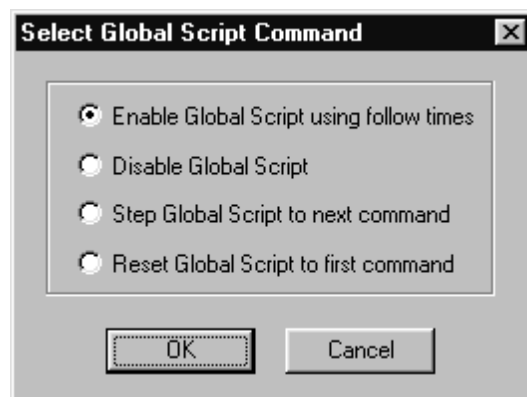 Select Global Script Command
Enable Global Script using follow times
Disable Global Script
Step Global Script to next command
Reset Global Script to first command
OK
Cancel